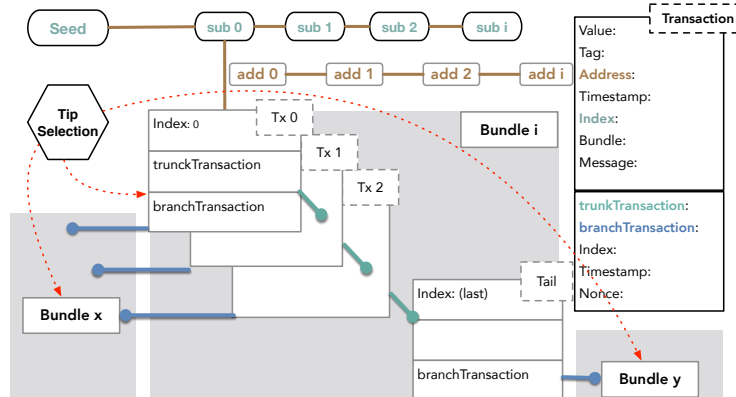 Seed
sub 0
sub 1
sub 2
sub i
add 0
add 1
add 2
add i
Transaction
Value:
Tag:
Address:
Timestamp:
Index:
Bundle:
Message:
trunkTransaction:
branchTransaction:
Index:
Timestamp:
Nonce:
Tip
Selection
Index: 0
trunckTransaction
branchTransaction
Tx 0
Tx 1
Tx 2
Bundle i
Bundle x
Index: (last)
Tail
branchTransaction
Bundle y